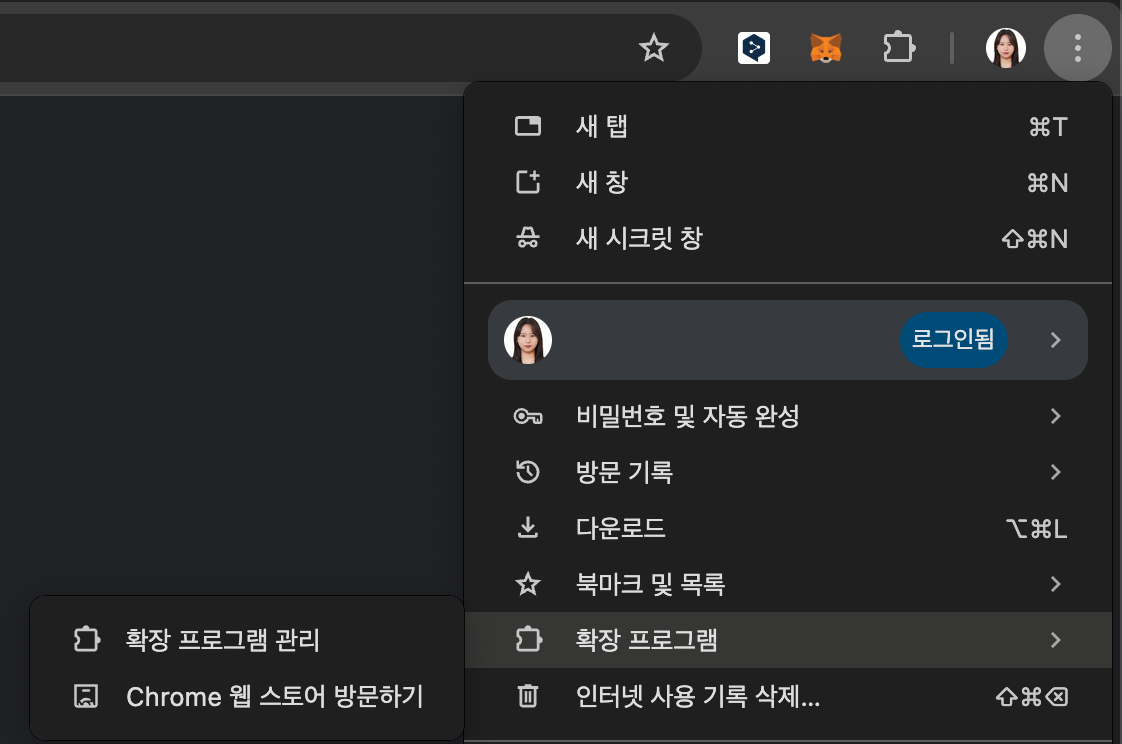 새 탭 ⌘T
새 창 ⌘N
새 시크릿 창 ⇧⌘N
로그인됨
비밀번호 및 자동 완성
방문 기록
다운로드 ⌥⌘L
북마크 및 목록
확장 프로그램
인터넷 사용 기록 삭제... ⇧⌘⌫
확장 프로그램 관리
Chrome 웹 스토어 방문하기